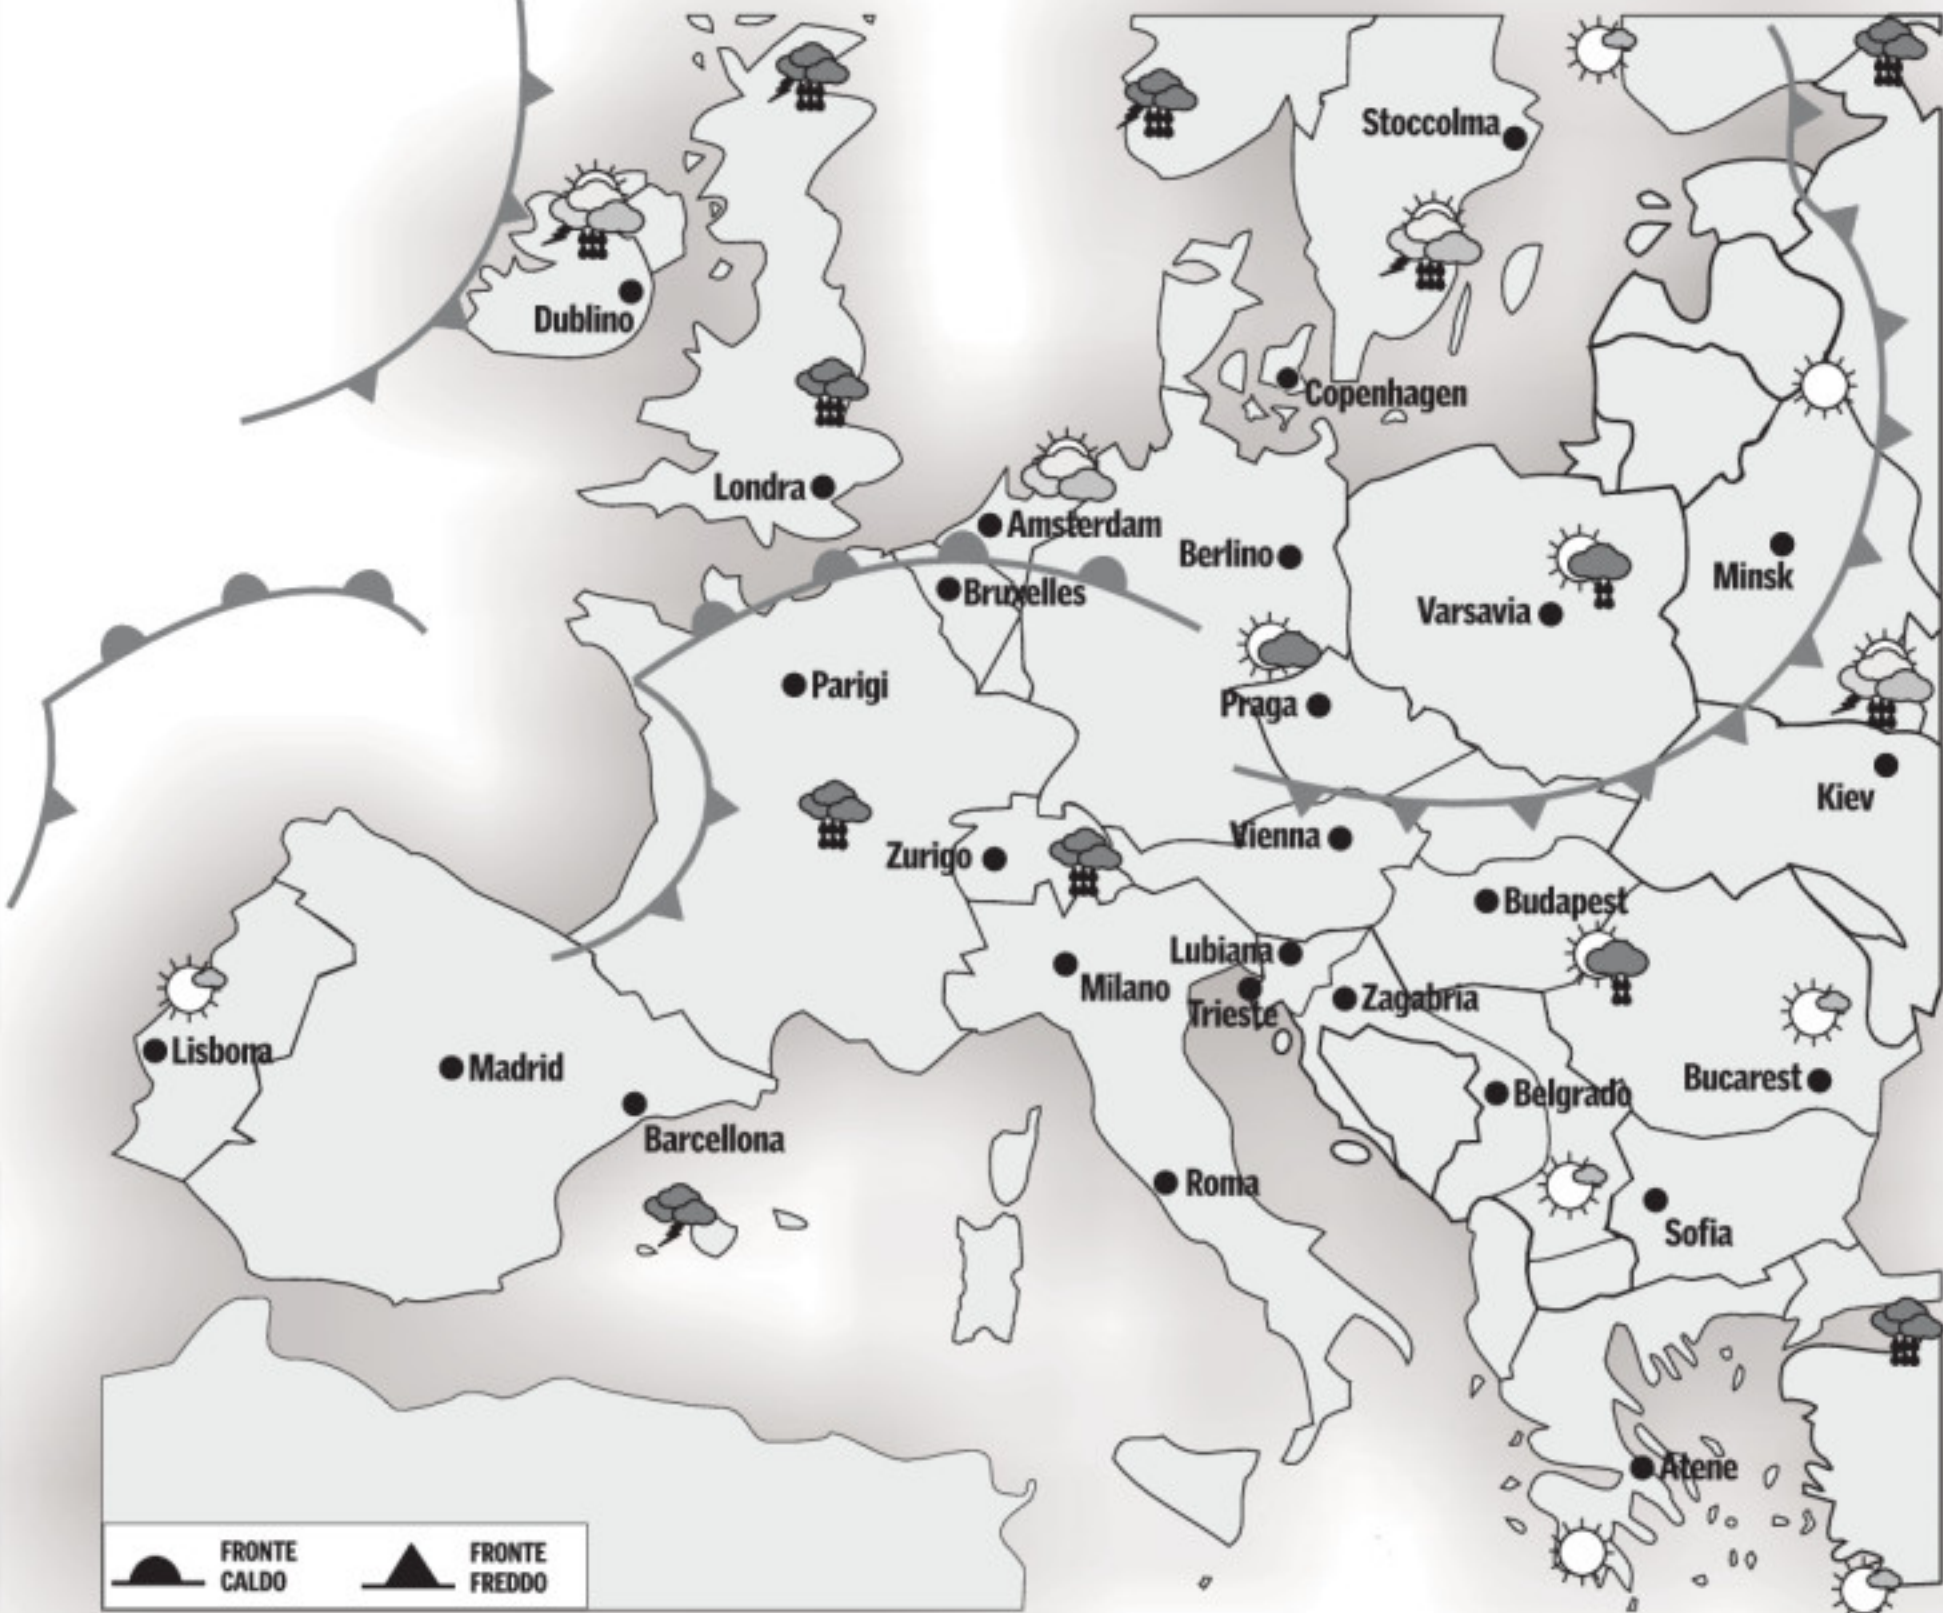 Stoccolma
Dublino
Copenhagen
Londra
Amsterdam
Berlino
Minsk
Bruxelles
Varsavia
Parigi
Praga
Kiev
Vienna
Zurigo
Budapest
Lubiana
Milano
Zagabria
Trieste
Lisbona
Madrid
Bucarest
Belgrado
Barcellona
Roma
Sofia
Atene
FRONTE
CALDO
FRONTE
FREDDO